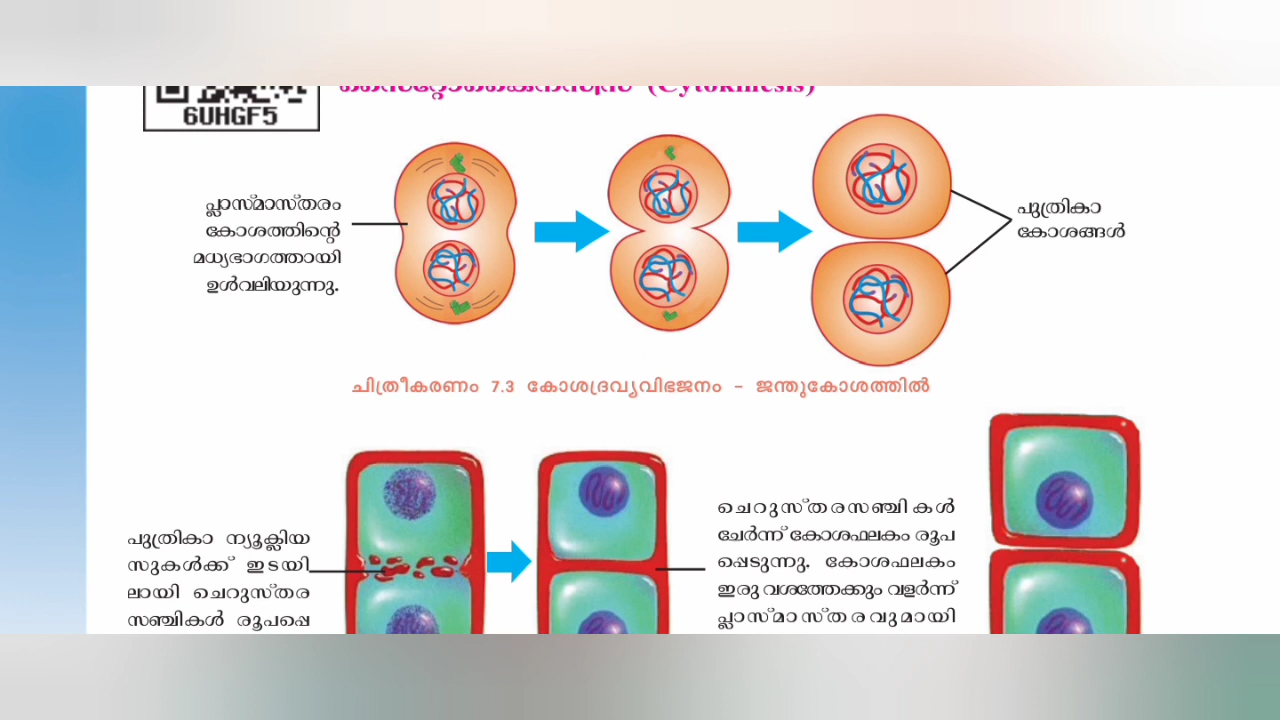 (Cytokinesis)
6UHGF5
പ്ലാസ്മാസ്തരം
കോശത്തിന്റെ
മധ്യഭാഗത്തായി
ഉൾവലിയുന്നു.
പുത്രികാ
കോശങ്ങൾ
ചിത്രീകരണം 7.3 കോശദ്രവ്യവിഭജനം - ജന്തുകോശത്തിൽ
പുത്രികാ ന്യൂക്ലിയ
സുകൾക്ക് ഇടയി
ലായി ചെറുസ്തര
സഞ്ചികൾ രൂപപ്പെ
ചെറുസ്തരസഞ്ചികൾ
ചേർന്ന് കോശഫലകം രൂപ
പ്പെടുന്നു. കോശഫലകം
ഇരുവശത്തേക്കും വളർന്ന്
പ്ലാസ്മാസ്തരവുമായി